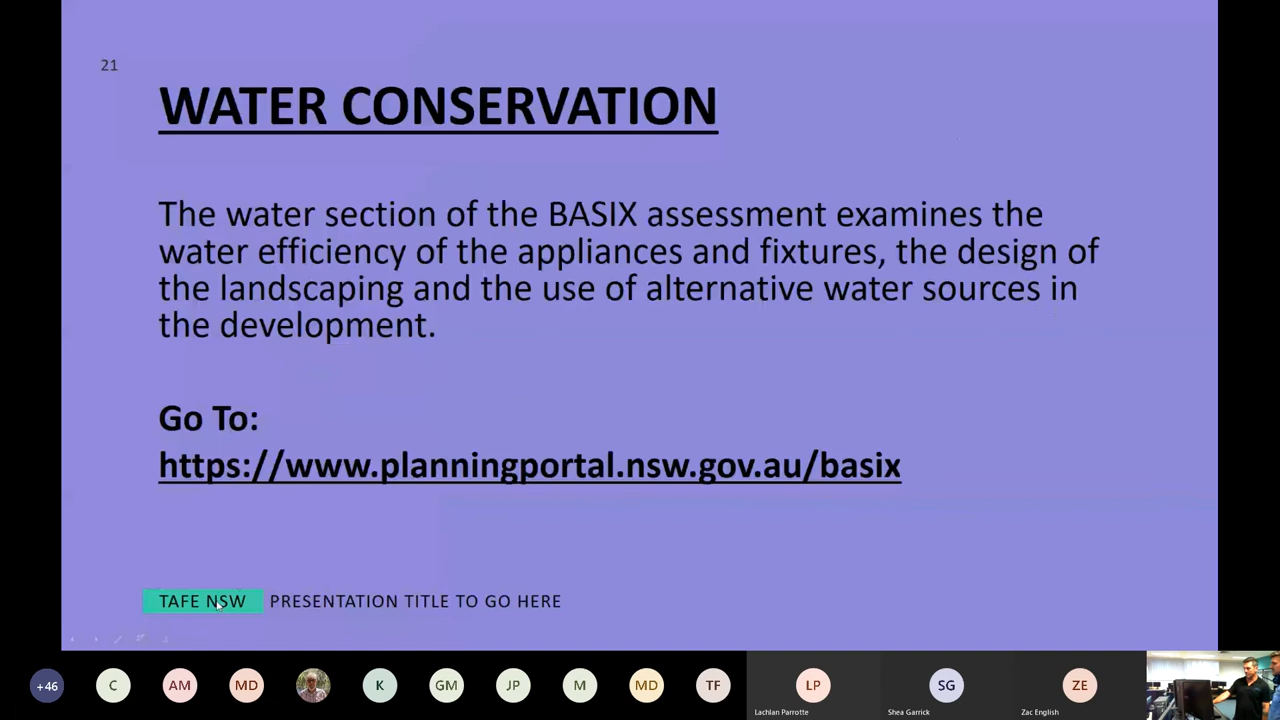 21
WATER CONSERVATION
The water section of the BASIX assessment examines the
water efficiency of the appliances and fixtures, the design of
the landscaping and the use of alternative water sources in
the development.
Go To:
https://www.planningportal.nsw.gov.au/basix
TAFE NSW PRESENTATION TITLE TO GO HERE
+46 C AM MD K GM JP M MD TF LP SG ZE
Lachlan Parrotte Shea Garrick Zac English